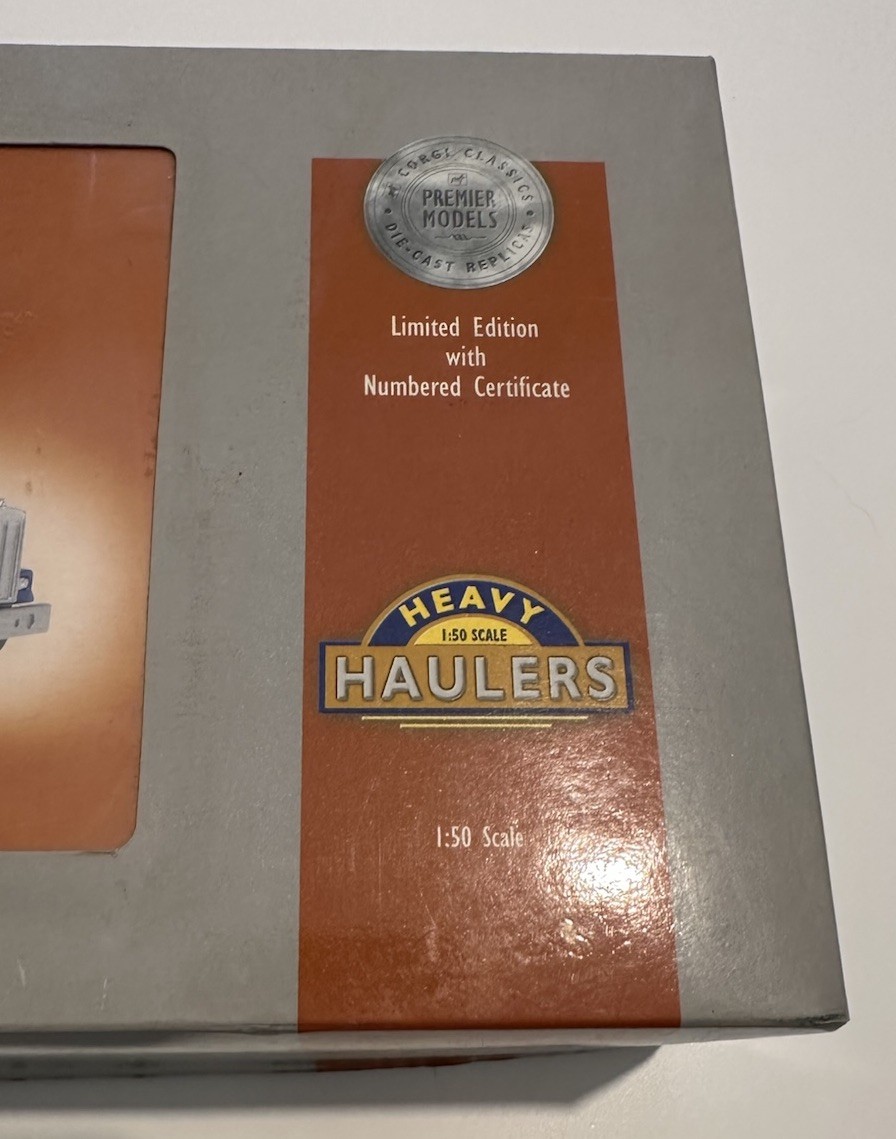 CORGI CLASSICS
PREMIER
MODELS
DIE-CAST REPLICAS
Limited Edition
with
Numbered Certificate
HEAVY
1:50 SCALE
HAULERS
1:50 Scale